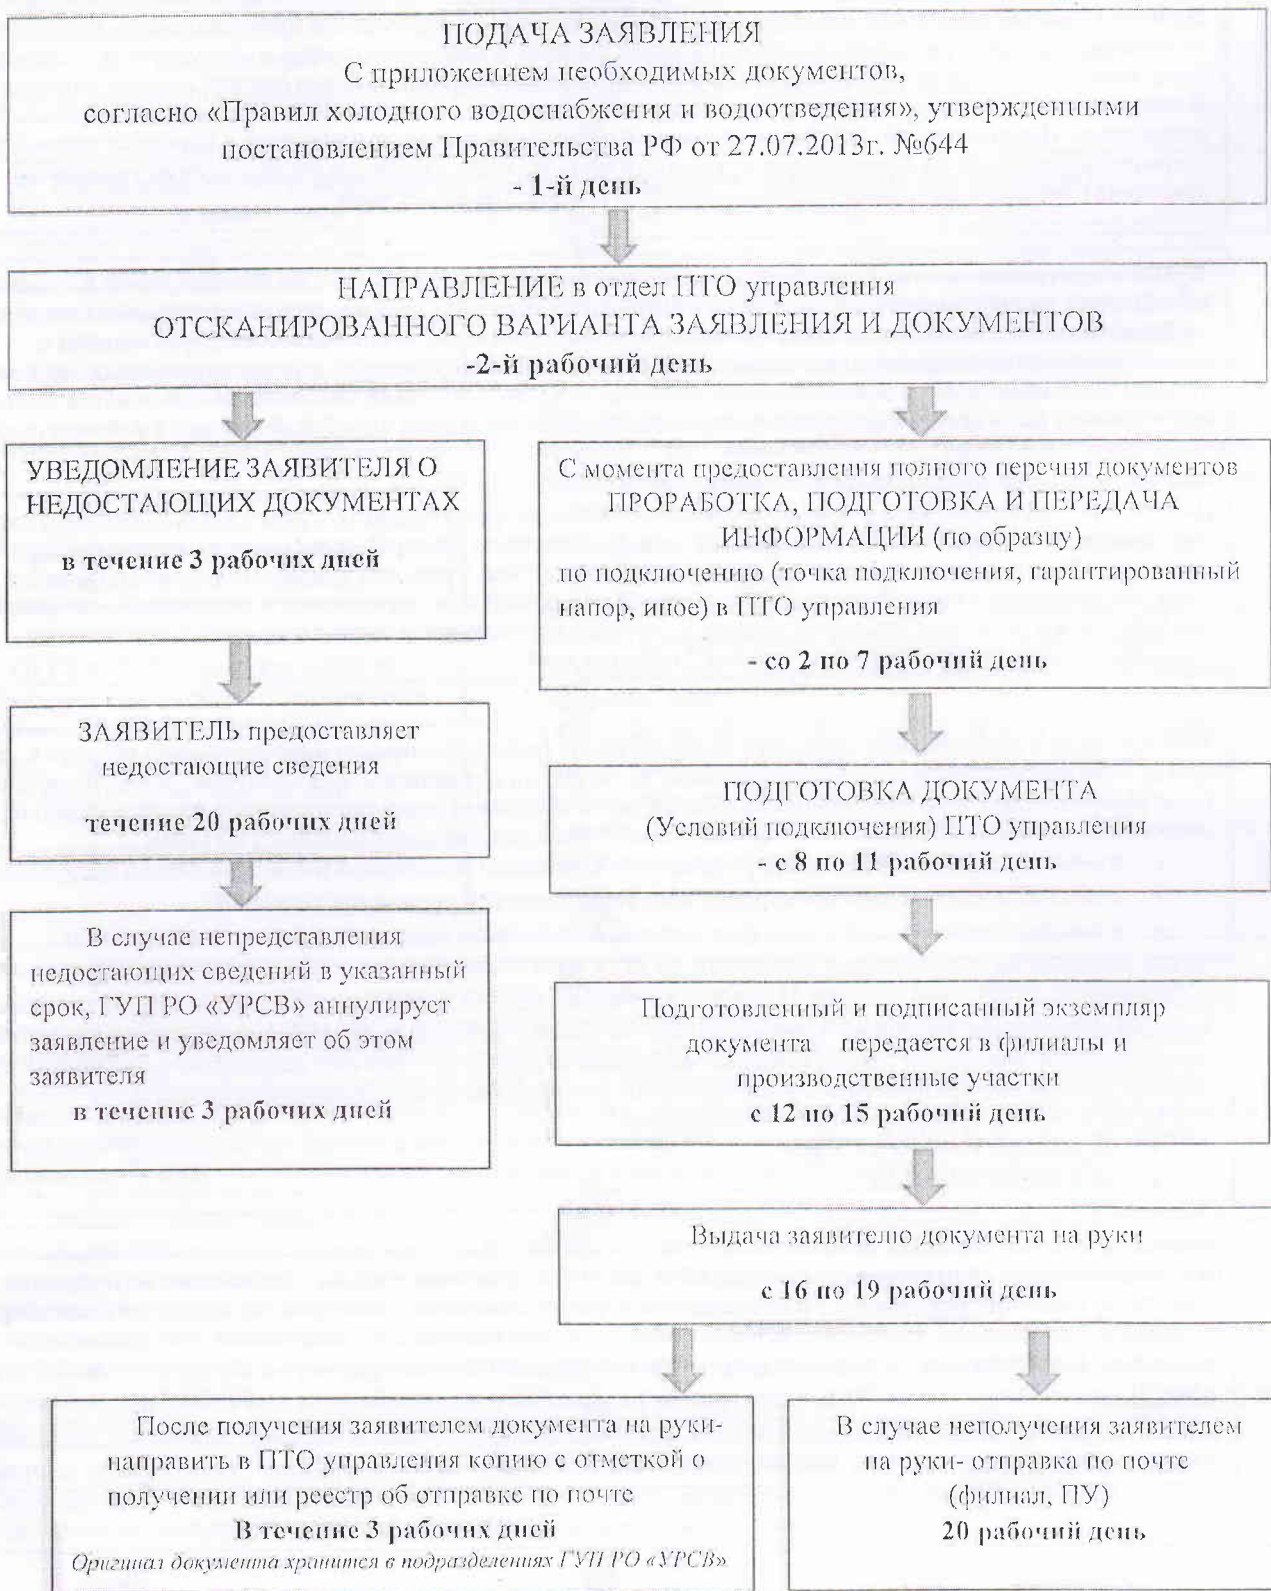 ПОДАЧА ЗАЯВЛЕНИЯ
С приложением необходимых документов,
согласно «Правил холодного водоснабжения и водоотведения», утвержденными
постановлением Правительства РФ от 27.07.2013г. №644
- 1-й день
НАПРАВЛЕНИЕ в отдел ПТО управления
ОТСКАНИРОВАННОГО ВАРИАНТА ЗАЯВЛЕНИЯ И ДОКУМЕНТОВ
-2-й рабочий день
УВЕДОМЛЕНИЕ ЗАЯВИТЕЛЯ О
НЕДОСТАЮЩИХ ДОКУМЕНТАХ
в течение 3 рабочих дней
ЗАЯВИТЕЛЬ предоставляет
недостающие сведения
течение 20 рабочих дней
В случае непредставления
недостающих сведений в указанный
срок, ГУП РО «УРСВ» аннулирует
заявление и уведомляет об этом
заявителя
в течение 3 рабочих дней
С момента предоставления полного перечня документов
ПРОРАБОТКА, ПОДГОТОВКА И ПЕРЕДАЧА
ИНФОРМАЦИИ (по образцу)
по подключению (точка подключения, гарантированный
напор, иное) в ПТО управления
- со 2 по 7 рабочий день
ПОДГОТОВКА ДОКУМЕНТА
(Условий подключения) ПТО управления
- с 8 по 11 рабочий день
Подготовленный и подписанный экземпляр
документа передается в филиалы и
производственные участки
с 12 по 15 рабочий день
Выдача заявителю документа на руки
с 16 по 19 рабочий день
После получения заявителем документа на руки-
направить в ПТО управления копию с отметкой о
получении или реестр об отправке по почте
В течение 3 рабочих дней
Оригинал документа хранится в подразделениях ГУП РО «УРСВ»
В случае неполучения заявителем
на руки- отправка по почте
(филиал, ПУ)
20 рабочий день